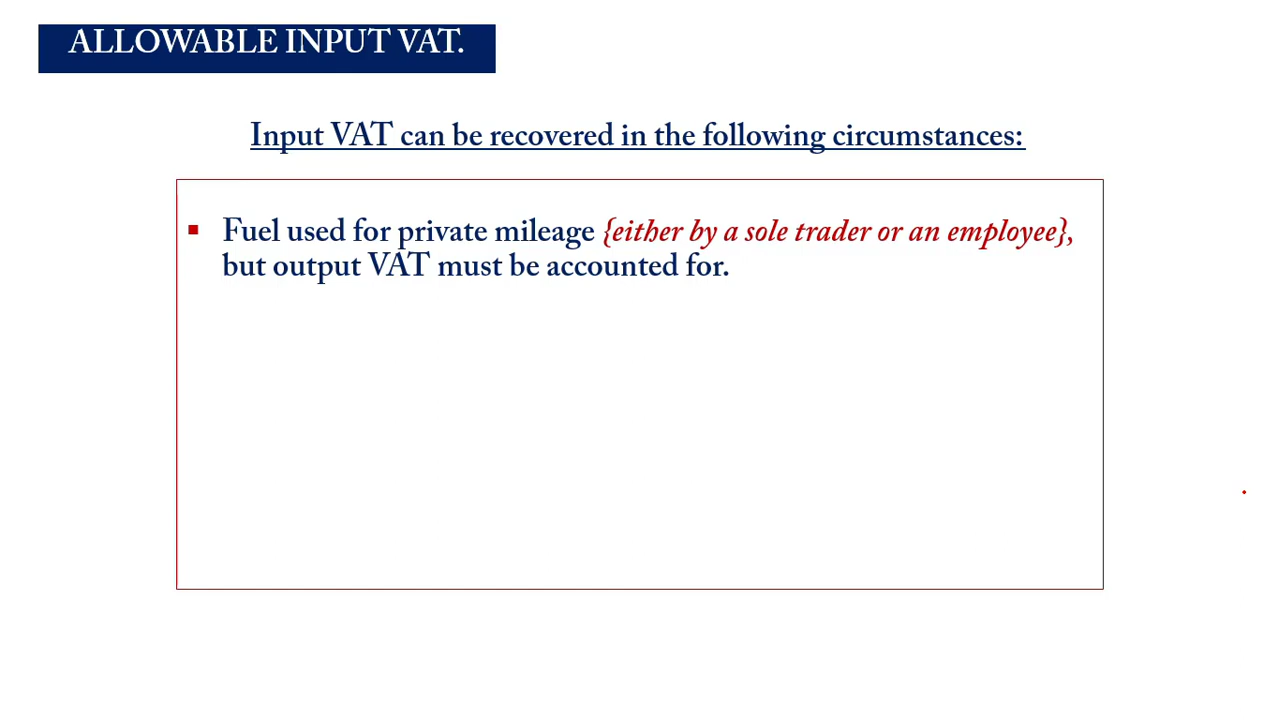 ALLOWABLE INPUT VAT.
Input VAT can be recovered in the following circumstances:
▪ Fuel used for private mileage {either by a sole trader or an employee},
but output VAT must be accounted for.